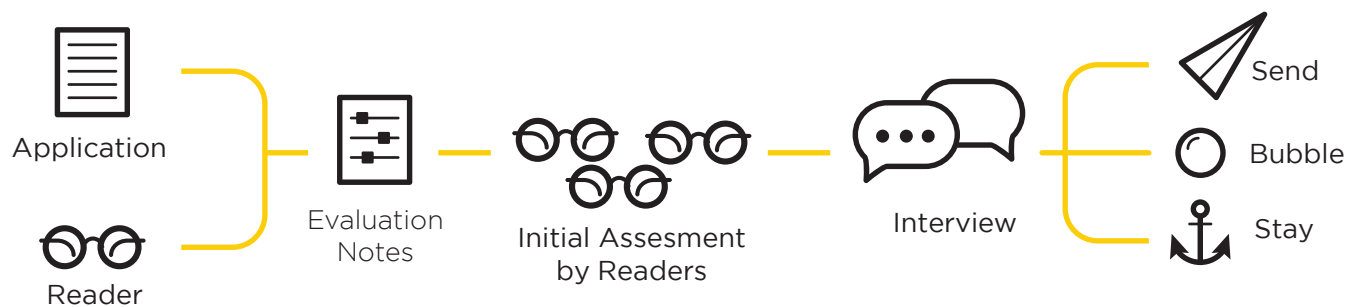 Application
Reader
Evaluation
Notes
Initial Assesment
by Readers
Interview
Send
Bubble
Stay